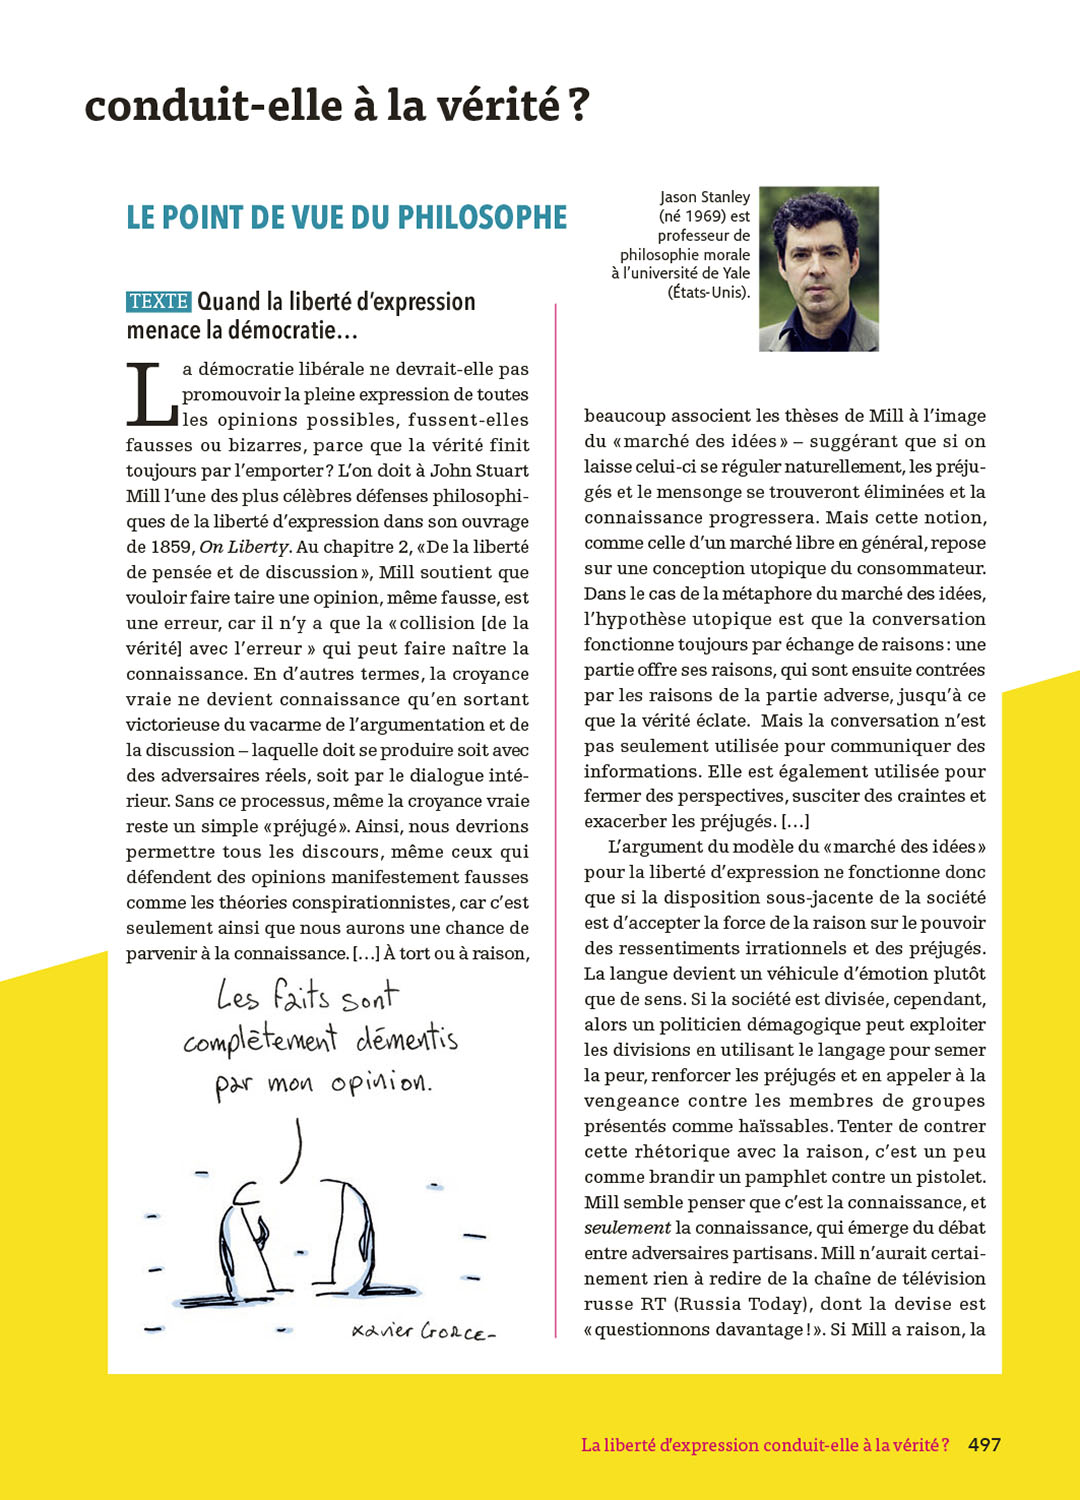 conduit-elle à la vérité ?
LE POINT DE VUE DU PHILOSOPHE
Jason Stanley
(né 1969) est
professeur de
philosophie morale
à l’université de Yale
(États-Unis).
TEXTE Quand la liberté d’expression
menace la démocratie…
La démocratie libérale ne devrait-elle pas
promouvoir la pleine expression de toutes
les opinions possibles, fussent-elles
fausses ou bizarres, parce que la vérité finit
toujours par l’emporter ? L’on doit à John Stuart
Mill l’une des plus célèbres défenses philosophi-
ques de la liberté d’expression dans son ouvrage
de 1859, On Liberty. Au chapitre 2, « De la liberté
de pensée et de discussion », Mill soutient que
vouloir faire taire une opinion, même fausse, est
une erreur, car il n’y a que la « collision [de la
vérité] avec l’erreur » qui peut faire naître la
connaissance. En d’autres termes, la croyance
vraie ne devient connaissance qu’en sortant
victorieuse du vacarme de l’argumentation et de
la discussion – laquelle doit se produire soit avec
des adversaires réels, soit par le dialogue inté-
rieur. Sans ce processus, même la croyance vraie
reste un simple « préjugé ». Ainsi, nous devrions
permettre tous les discours, même ceux qui
défendent des opinions manifestement fausses
comme les théories conspirationnistes, car c’est
seulement ainsi que nous aurons une chance de
parvenir à la connaissance. […] À tort ou à raison,
Les faits sont
complètement démentis
par mon opinion.
Xavier GORCE-
beaucoup associent les thèses de Mill à l’image
du « marché des idées » – suggérant que si on
laisse celui-ci se réguler naturellement, les préju-
gés et le mensonge se trouveront éliminées et la
connaissance progressera. Mais cette notion,
comme celle d’un marché libre en général, repose
sur une conception utopique du consommateur.
Dans le cas de la métaphore du marché des idées,
l’hypothèse utopique est que la conversation
fonctionne toujours par échange de raisons : une
partie offre ses raisons, qui sont ensuite contrées
par les raisons de la partie adverse, jusqu’à ce
que la vérité éclate. Mais la conversation n’est
pas seulement utilisée pour communiquer des
informations. Elle est également utilisée pour
fermer des perspectives, susciter des craintes et
exacerber les préjugés. […]
L’argument du modèle du « marché des idées »
pour la liberté d’expression ne fonctionne donc
que si la disposition sous-jacente de la société
est d’accepter la force de la raison sur le pouvoir
des ressentiments irrationnels et des préjugés.
La langue devient un véhicule d’émotion plutôt
que de sens. Si la société est divisée, cependant,
alors un politicien démagogique peut exploiter
les divisions en utilisant le langage pour semer
la peur, renforcer les préjugés et en appeler à la
vengeance contre les membres de groupes
présentés comme haïssables. Tenter de contrer
cette rhétorique avec la raison, c’est un peu
comme brandir un pamphlet contre un pistolet.
Mill semble penser que c’est la connaissance, et
seulement la connaissance, qui émerge du débat
entre adversaires partisans. Mill n’aurait certai-
nement rien à redire de la chaîne de télévision
russe RT (Russia Today), dont la devise est
« questionnons davantage ! ». Si Mill a raison, la
La liberté d’expression conduit-elle à la vérité ? 497